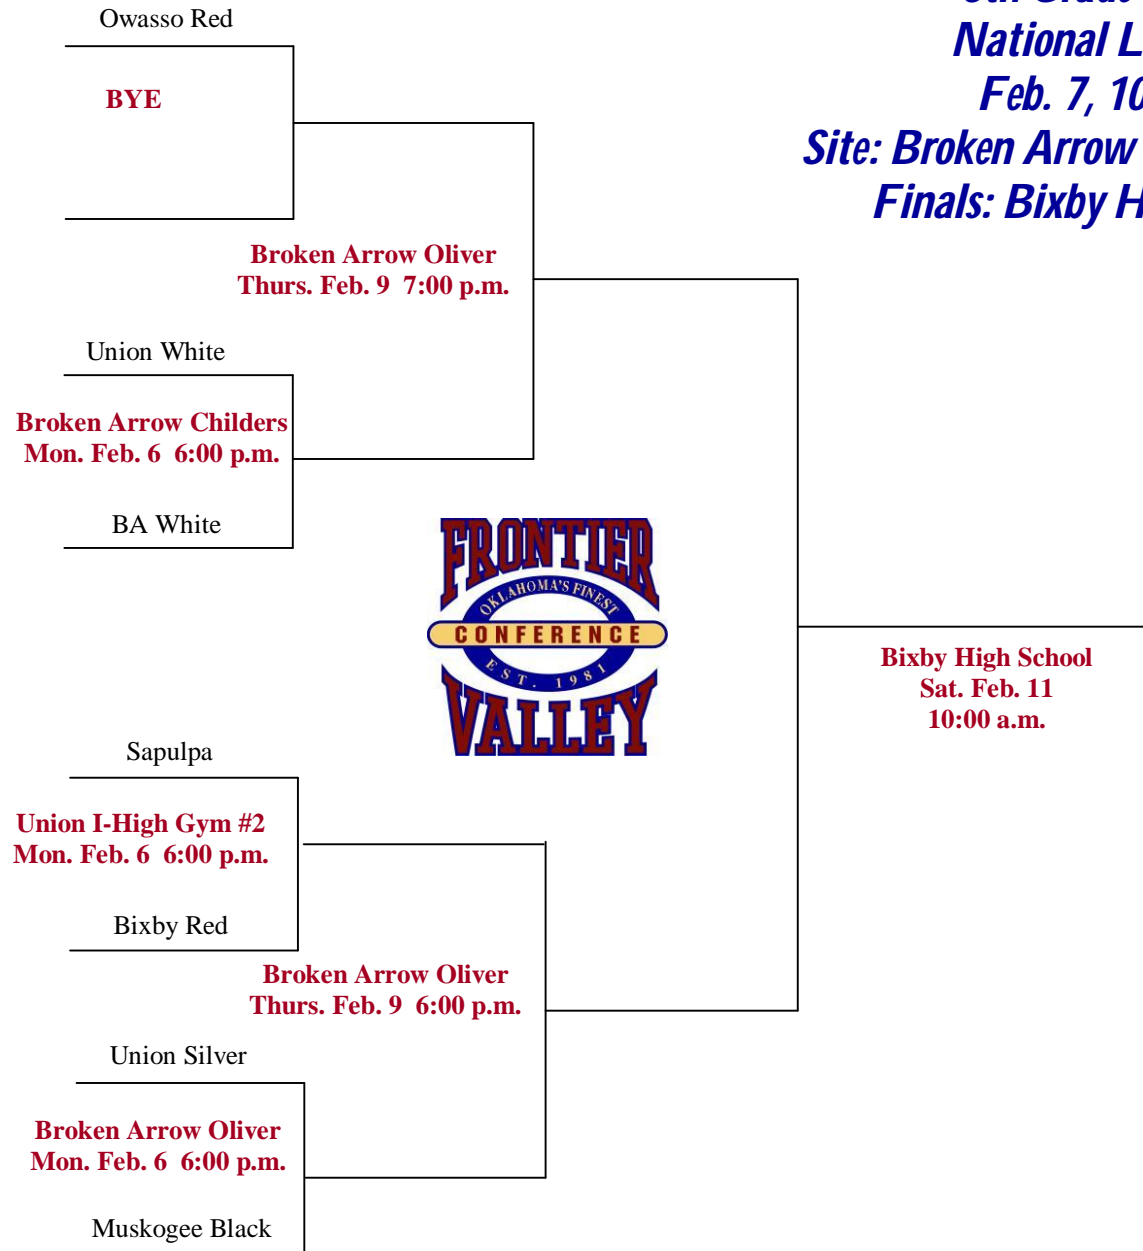 Owasso Red
National L
Feb. 7, 10
BYE
Site: Broken Arrow
Finals: Bixby H
Broken Arrow Oliver
Thurs. Feb. 9 7:00 p.m.
Union White
Broken Arrow Childers
Mon. Feb. 6 6:00 p.m.
BA White
FRONTIER
OKLAHOMA'S FINEST
CONFERENCE
EST. 1981
VALLEY
Bixby High School
Sat. Feb. 11
10:00 a.m.
Sapulpa
Union I-High Gym #2
Mon. Feb. 6 6:00 p.m.
Bixby Red
Broken Arrow Oliver
Thurs. Feb. 9 6:00 p.m.
Union Silver
Broken Arrow Oliver
Mon. Feb. 6 6:00 p.m.
Muskogee Black